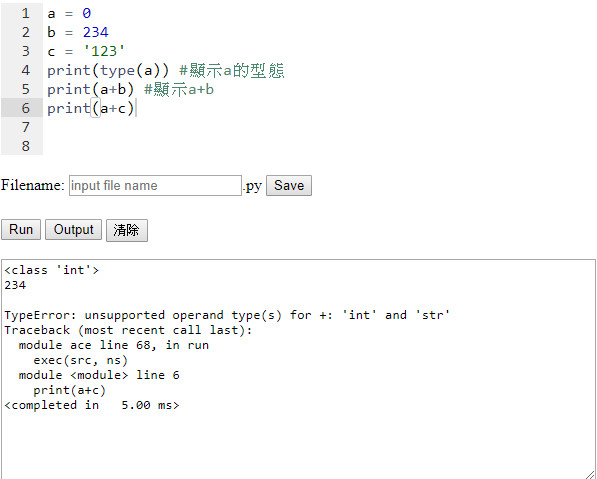 1 a = 0
2 b = 234
3 c = '123'
4 print(type(a)) #顯示a的型態
5 print(a+b) #顯示a+b
6 print(a+c)
7
8
Filename: input file name .py Save
Run Output 清除
<class 'int'>
234
TypeError: unsupported operand type(s) for +: 'int' and 'str'
Traceback (most recent call last):
  module ace line 68, in run
    exec(src, ns)
  module <module> line 6
    print(a+c)
<completed in   5.00 ms>